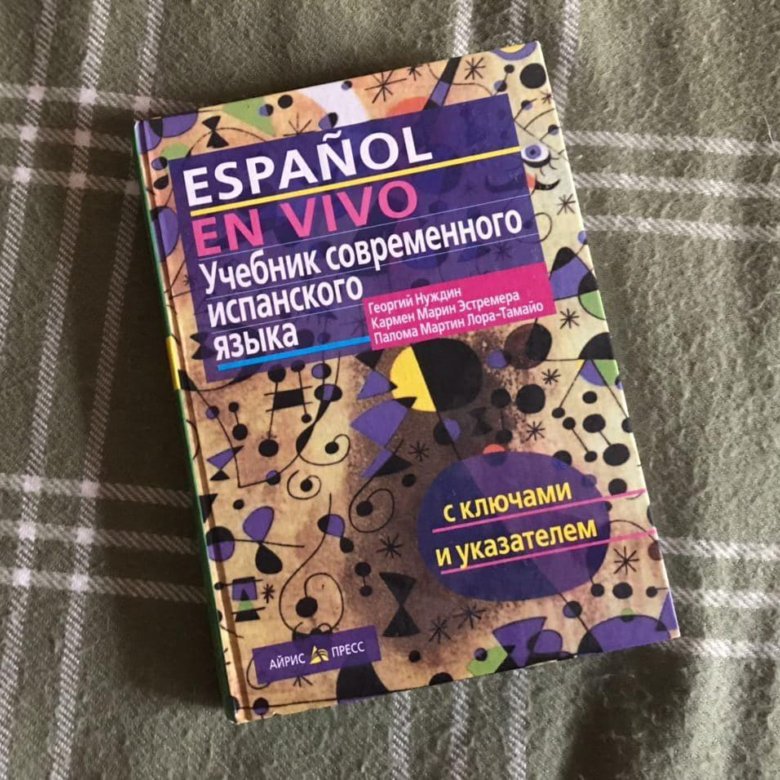 ESPAÑOL
EN VIVO
Учебник современного
испанского
языка
Георгий Нуждин
Кармен Марин Эстремера
Палома Мартин Лора-Тамайо
с ключами
и указателем
АЙРИС ПРЕСС